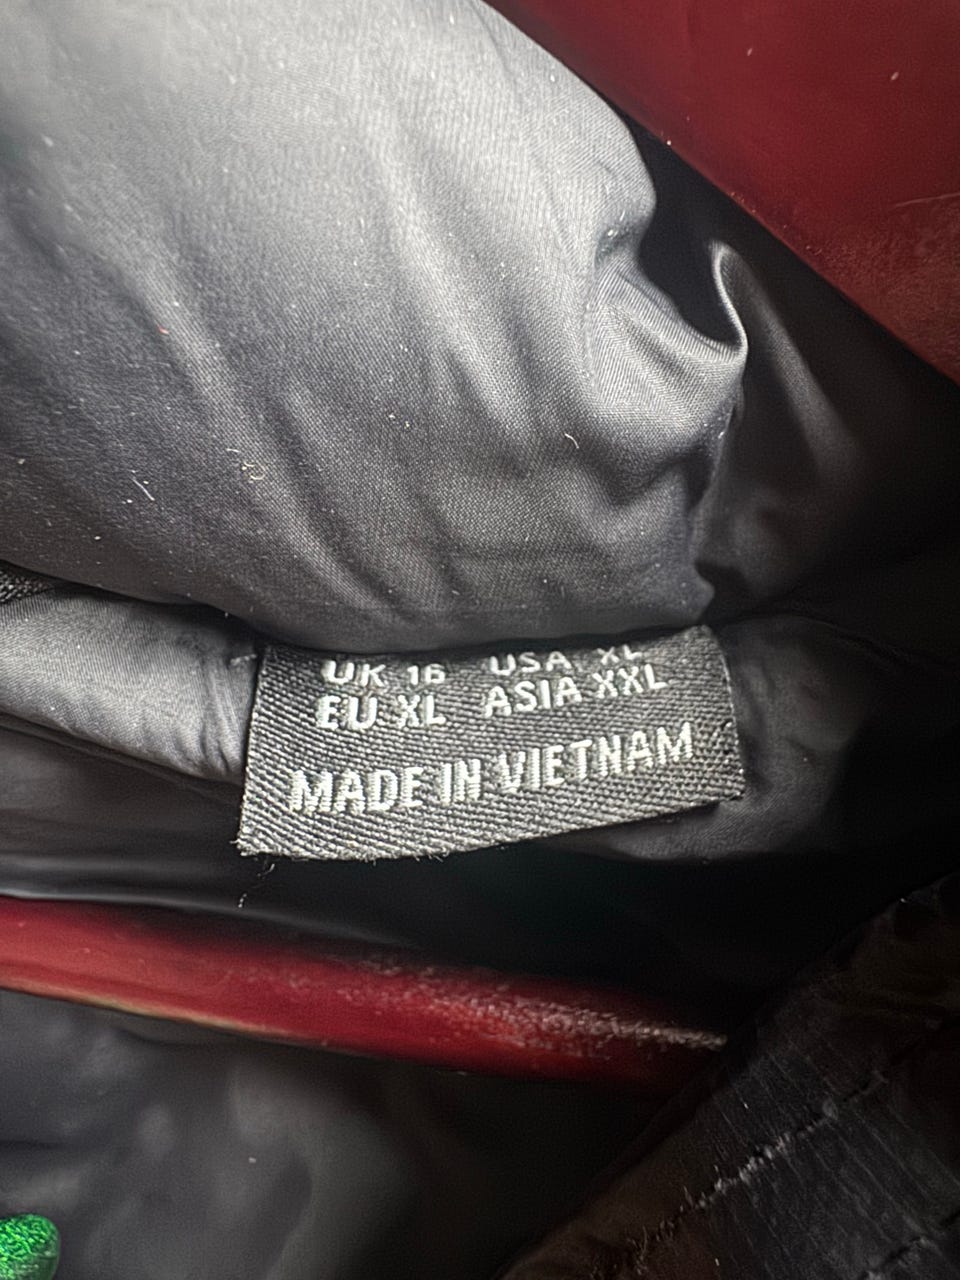 UK 16 USA XL
EU XL ASIA XXL
MADE IN VIETNAM